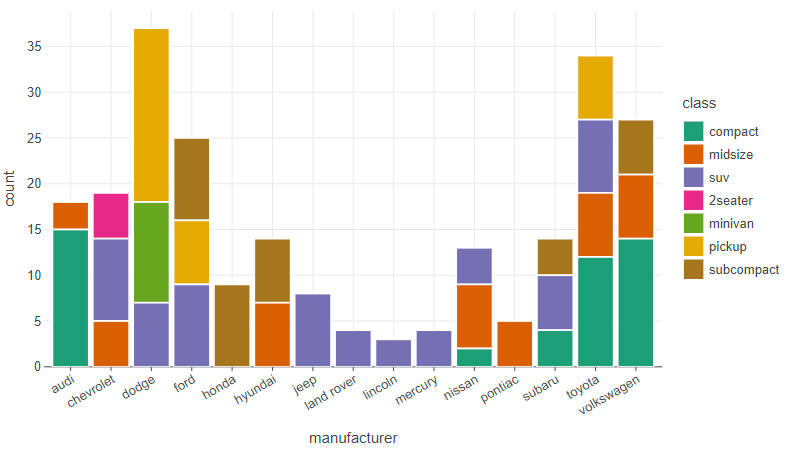 count
35
30
25
20
15
10
5
0
audi
chevrolet
dodge
ford
honda
hyundai
jeep
land rover
lincoln
mercury
nissan
pontiac
subaru
toyota
volkswagen
manufacturer
class
compact
midsize
suv
2seater
minivan
pickup
subcompact